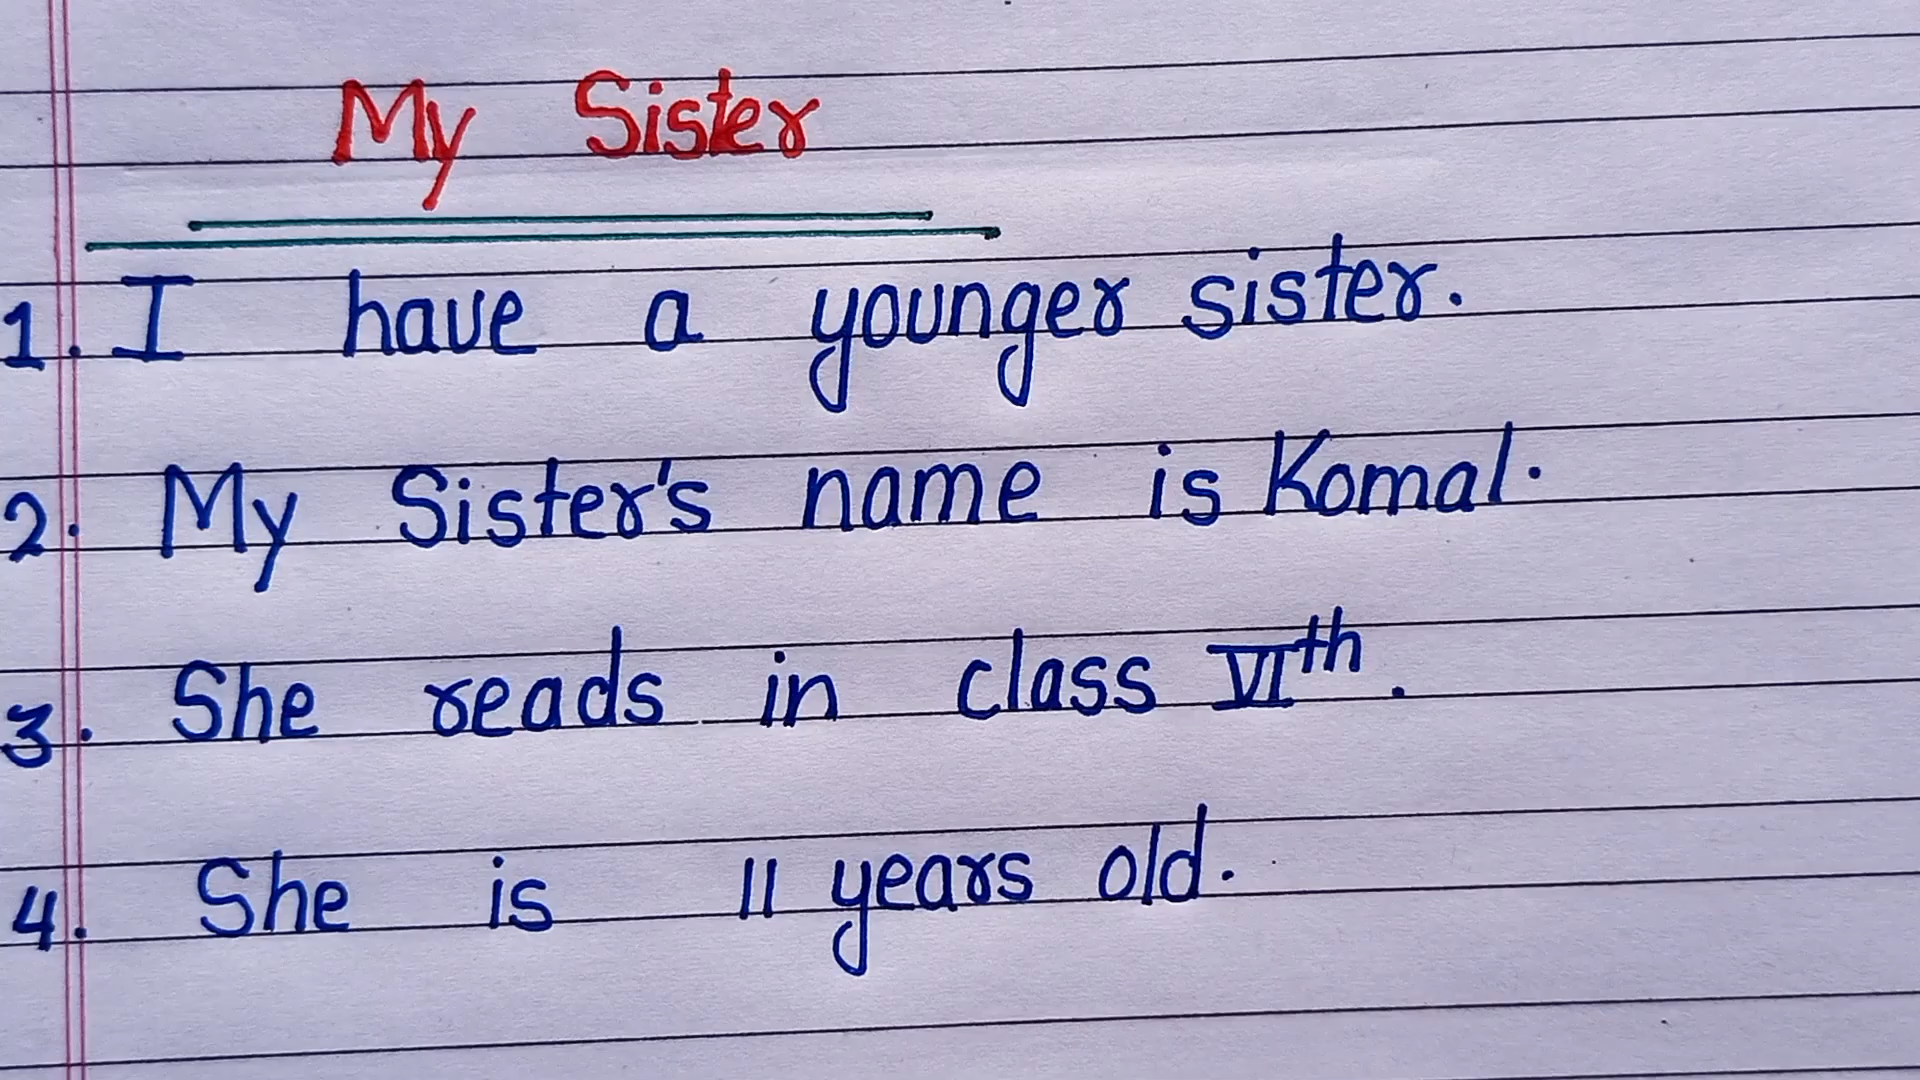 My Sister
1. I have a younger sister.
2. My Sister's name is Komal.
3. She reads in class VIth.
4. She is 11 years old.